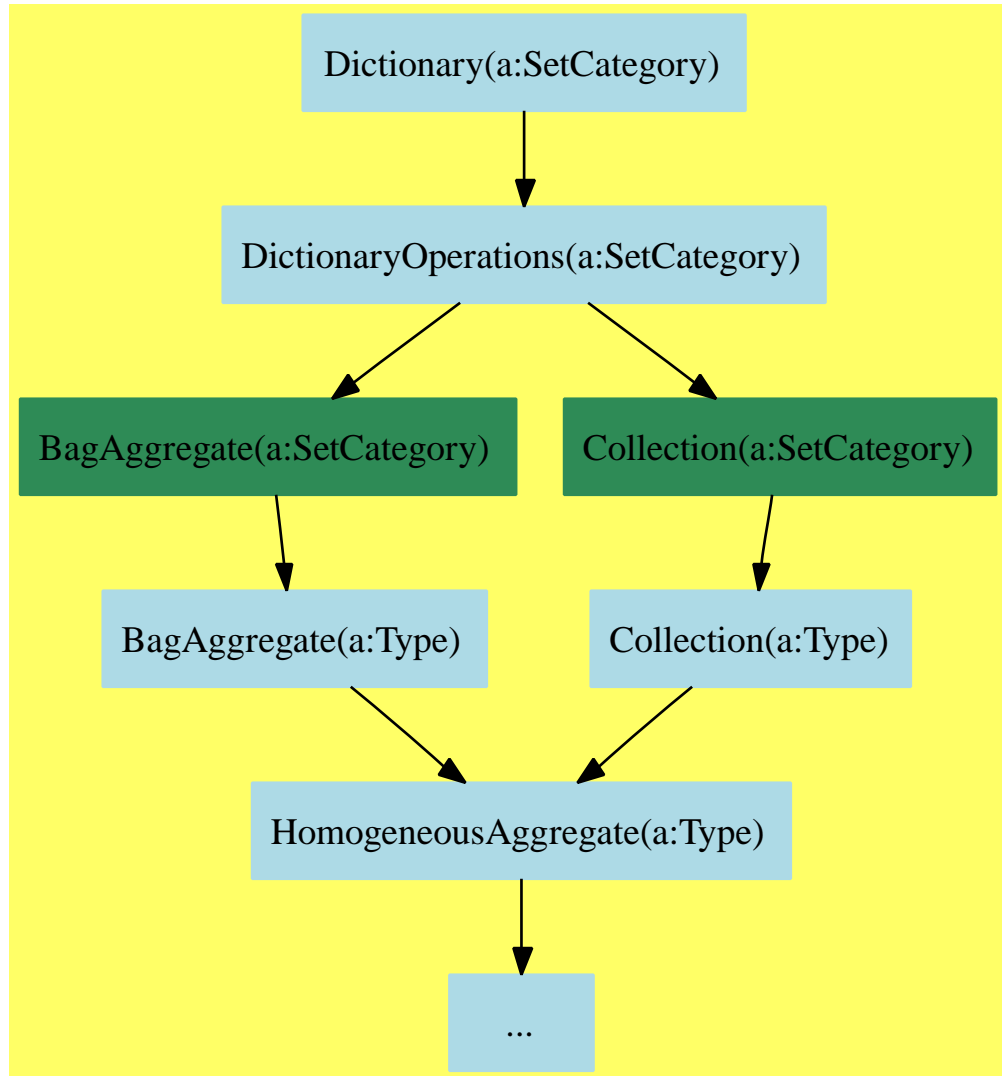 Dictionary(a:SetCategory)
DictionaryOperations(a:SetCategory)
BagAggregate(a:SetCategory)
Collection(a:SetCategory)
BagAggregate(a:Type)
Collection(a:Type)
HomogeneousAggregate(a:Type)
...